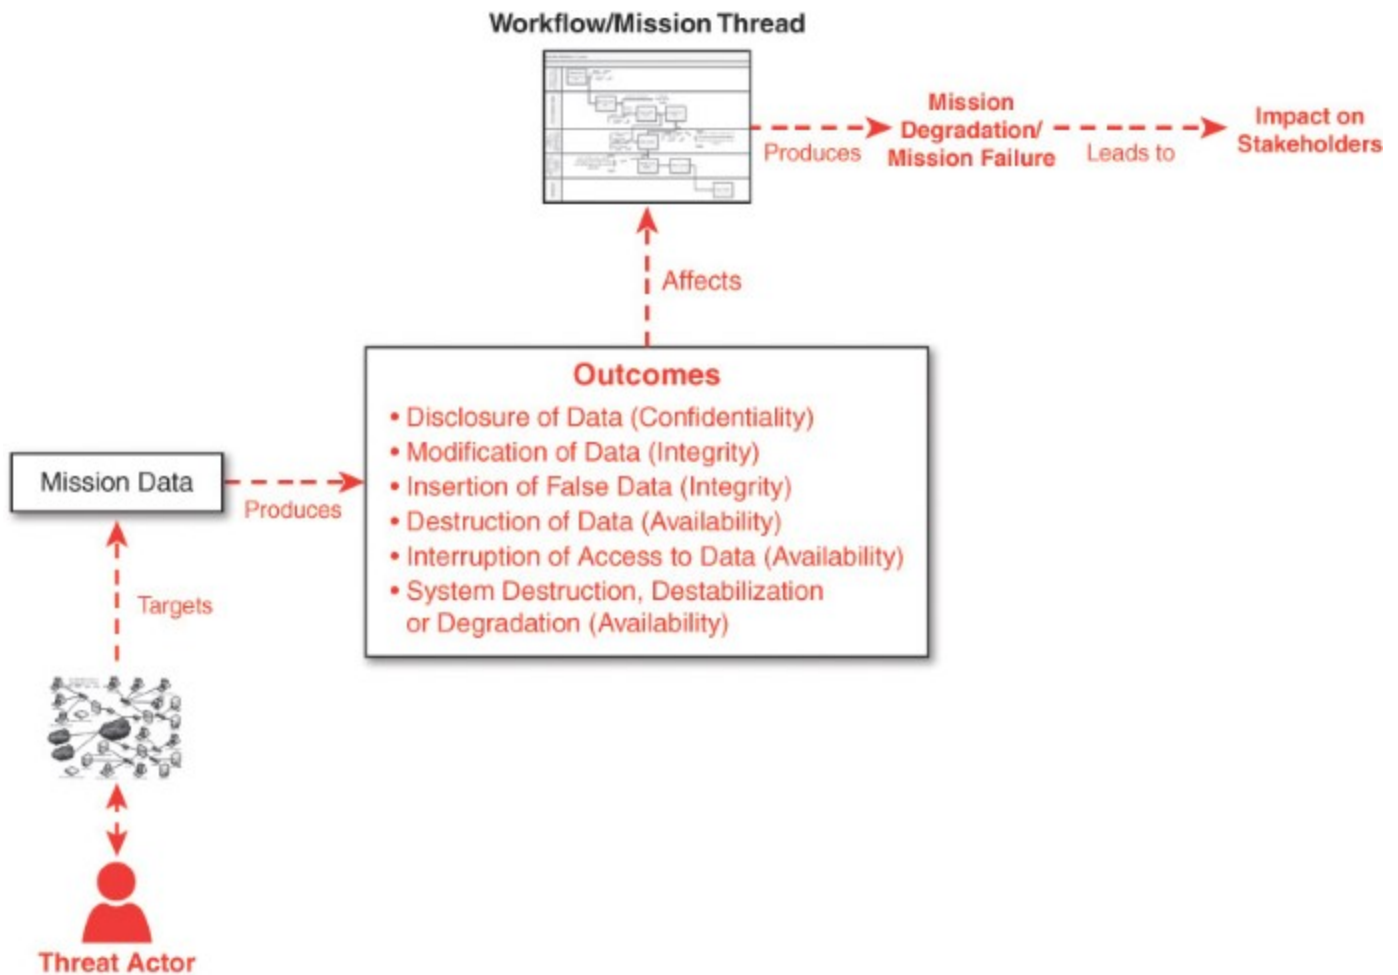 Workflow/Mission Thread
Mission
Degradation/
Mission Failure
Produces
Leads to
Impact on
Stakeholders
Affects
Outcomes
• Disclosure of Data (Confidentiality)
• Modification of Data (Integrity)
• Insertion of False Data (Integrity)
• Destruction of Data (Availability)
• Interruption of Access to Data (Availability)
• System Destruction, Destabilization
or Degradation (Availability)
Mission Data
Produces
Targets
Threat Actor